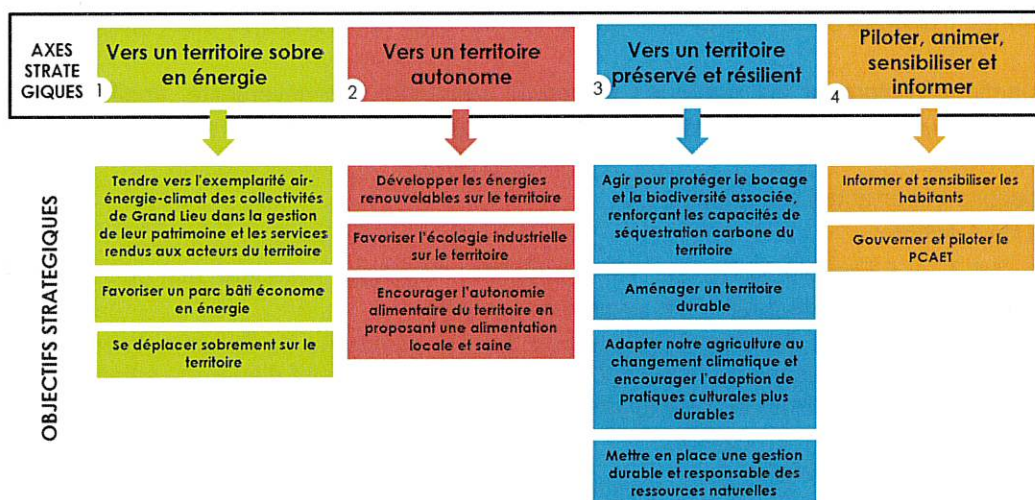 AXES
STRATE
GIQUES
1
Vers un territoire sobre
en énergie
2
Vers un territoire
autonome
3
Vers un territoire
préservé et résilient
4
Piloter, animer,
sensibiliser et
informer
OBJECTIFS STRATEGIQUES
Tendre vers l'exemplarité air-
énergie-climat des collectivités
de Grand Lieu dans la gestion
de leur patrimoine et les services
rendus aux acteurs du territoire
Favoriser un parc bâti économe
en énergie
Se déplacer sobrement sur le
territoire
Développer les énergies
renouvelables sur le territoire
Favoriser l'écologie industrielle
sur le territoire
Encourager l'autonomie
alimentaire du territoire en
proposant une alimentation
locale et saine
Agir pour protéger le bocage
et la biodiversité associée,
renforçant les capacités de
séquestration carbone du
territoire
Aménager un territoire
durable
Adapter notre agriculture au
changement climatique et
encourager l'adoption de
pratiques culturales plus
durables
Mettre en place une gestion
durable et responsable des
ressources naturelles
Informer et sensibiliser les
habitants
Gouverner et piloter le
PCAET